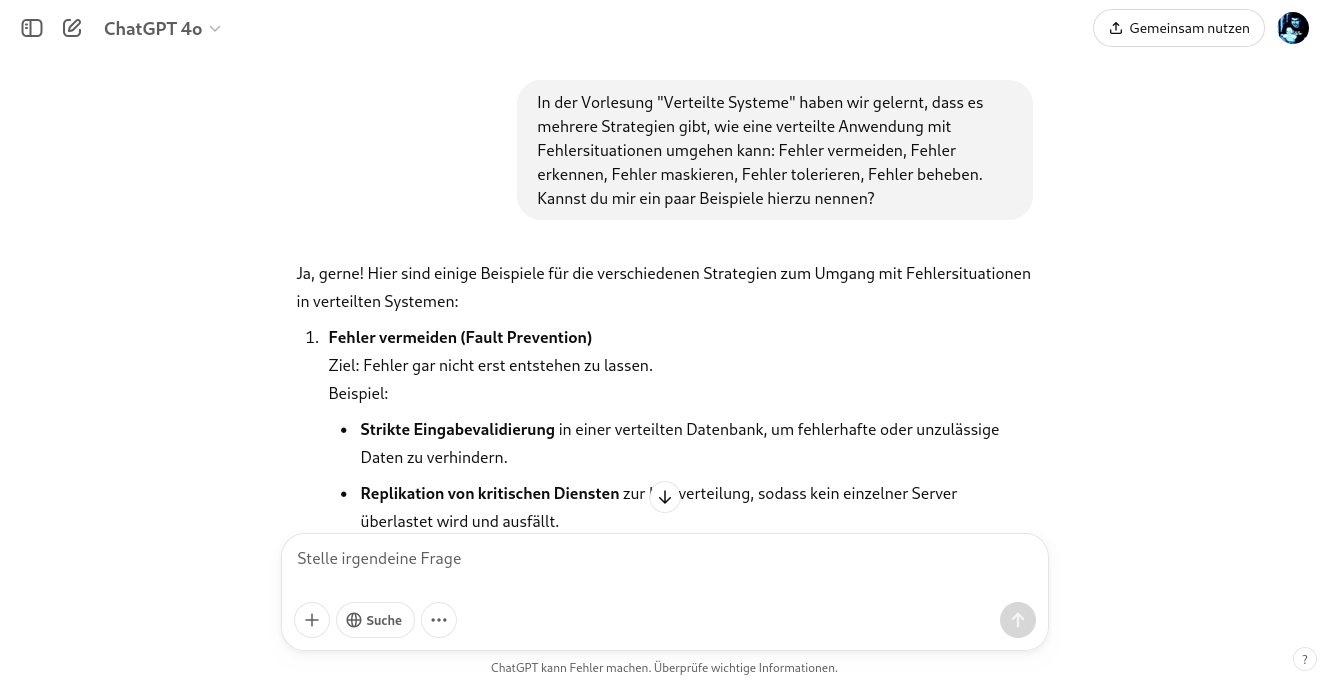 ChatGPT 4o
Gemeinsam nutzen
In der Vorlesung "Verteilte Systeme" haben wir gelernt, dass es
mehrere Strategien gibt, wie eine verteilte Anwendung mit
Fehlersituationen umgehen kann: Fehler vermeiden, Fehler
erkennen, Fehler maskieren, Fehler tolerieren, Fehler beheben.
Kannst du mir ein paar Beispiele hierzu nennen?
Ja, gerne! Hier sind einige Beispiele für die verschiedenen Strategien zum Umgang mit Fehlersituationen
in verteilten Systemen:
1. Fehler vermeiden (Fault Prevention)
Ziel: Fehler gar nicht erst entstehen zu lassen.
Beispiel:
• Strikte Eingabevalidierung in einer verteilten Datenbank, um fehlerhafte oder unzulässige
Daten zu verhindern.
• Replikation von kritischen Diensten zur verteilung, sodass kein einzelner Server
überlastet wird und ausfällt.
Stelle irgendeine Frage
Suche
ChatGPT kann Fehler machen. Überprüfe wichtige Informationen.
?